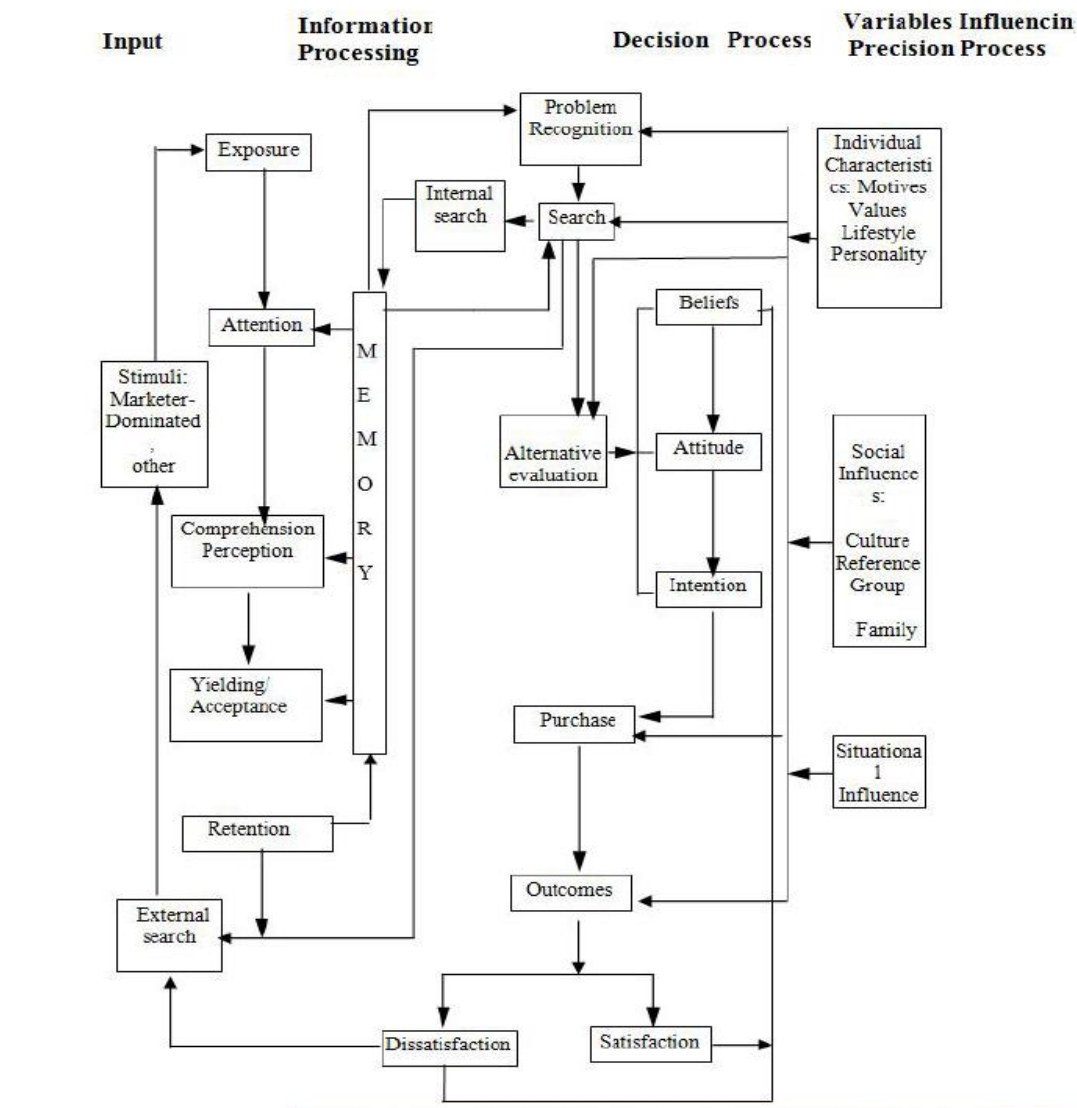 Input
Information
Processing
Decision Process
Variables Influencin
Precision Process
Problem
Recognition
Exposure
Individual
Characteristi
cs: Motives
Values
Lifestyle
Personality
Internal
search
Search
Beliefs
Attention
M
E
M
O
R
Y
Stimuli:
Marketer-
Dominated
,
other
Alternative
evaluation
Attitude
Social
Influence
s:
Culture
Reference
Group
Family
Comprehension
Perception
Intention
Yielding/
Acceptance
Purchase
Situationa
l
Influence
Retention
Outcomes
External
search
Dissatisfaction
Satisfaction